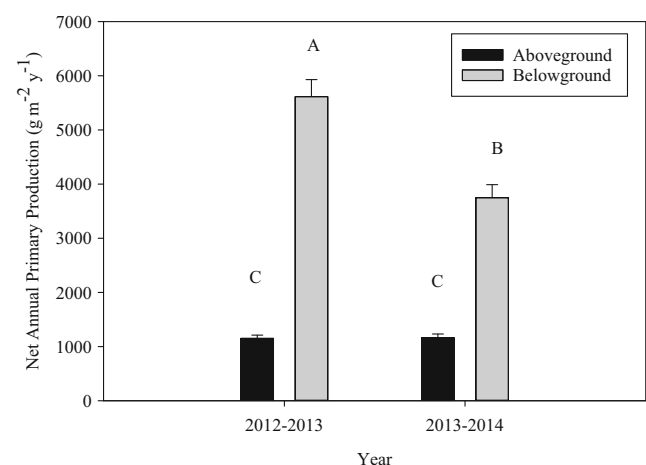 7000
6000
5000
4000
3000
2000
1000
0
Net Annual Primary Production (g m-2 y-1)
A
B
C
C
Aboveground
Belowground
2012-2013
2013-2014
Year